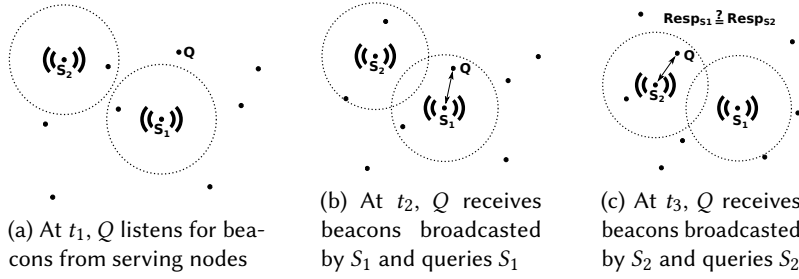 S2
Q
S1
(a) At t1, Q listens for bea-
cons from serving nodes
S2
Q
S1
(b) At t2, Q receives
beacons broadcasted
by S1 and queries S1
RespS1 ≟ RespS2
Q
S2
S1
(c) At t3, Q receives
beacons broadcasted
by S2 and queries S2